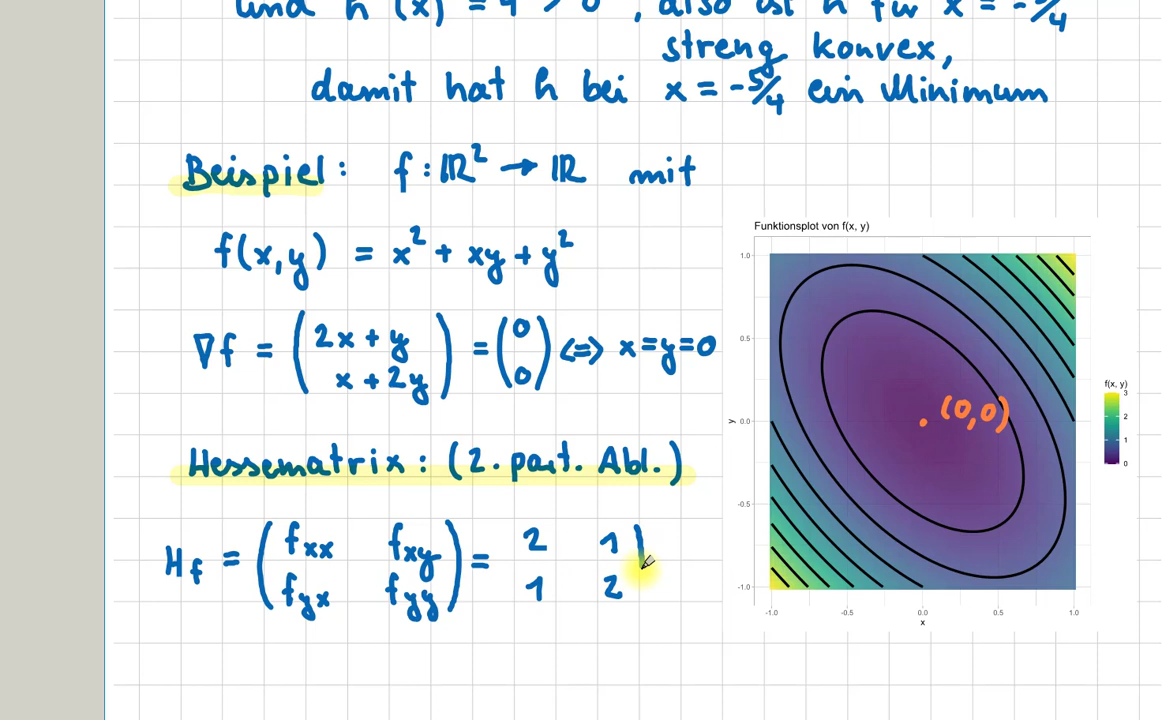 und h''(x) = 4 > 0, also ist h für x = -5/4
streng konvex,
damit hat h bei x = -5/4 ein Minimum
Beispiel: f: ℝ² → ℝ mit
f(x,y) = x² + xy + y²
∇f = (2x + y
x + 2y) = (0
0) <=> x=y=0
Hessematrix: (2. part. Abl.)
H_f = (f_xx f_xy
f_yx f_yy) = 2 1)
1 2
Funktionsplot von f(x, y)
1.0
0.5
0.0
-0.5
-1.0
y
(0,0)
-1.0 -0.5 0.0 0.5 1.0
x
f(x, y)
3
2
1
0